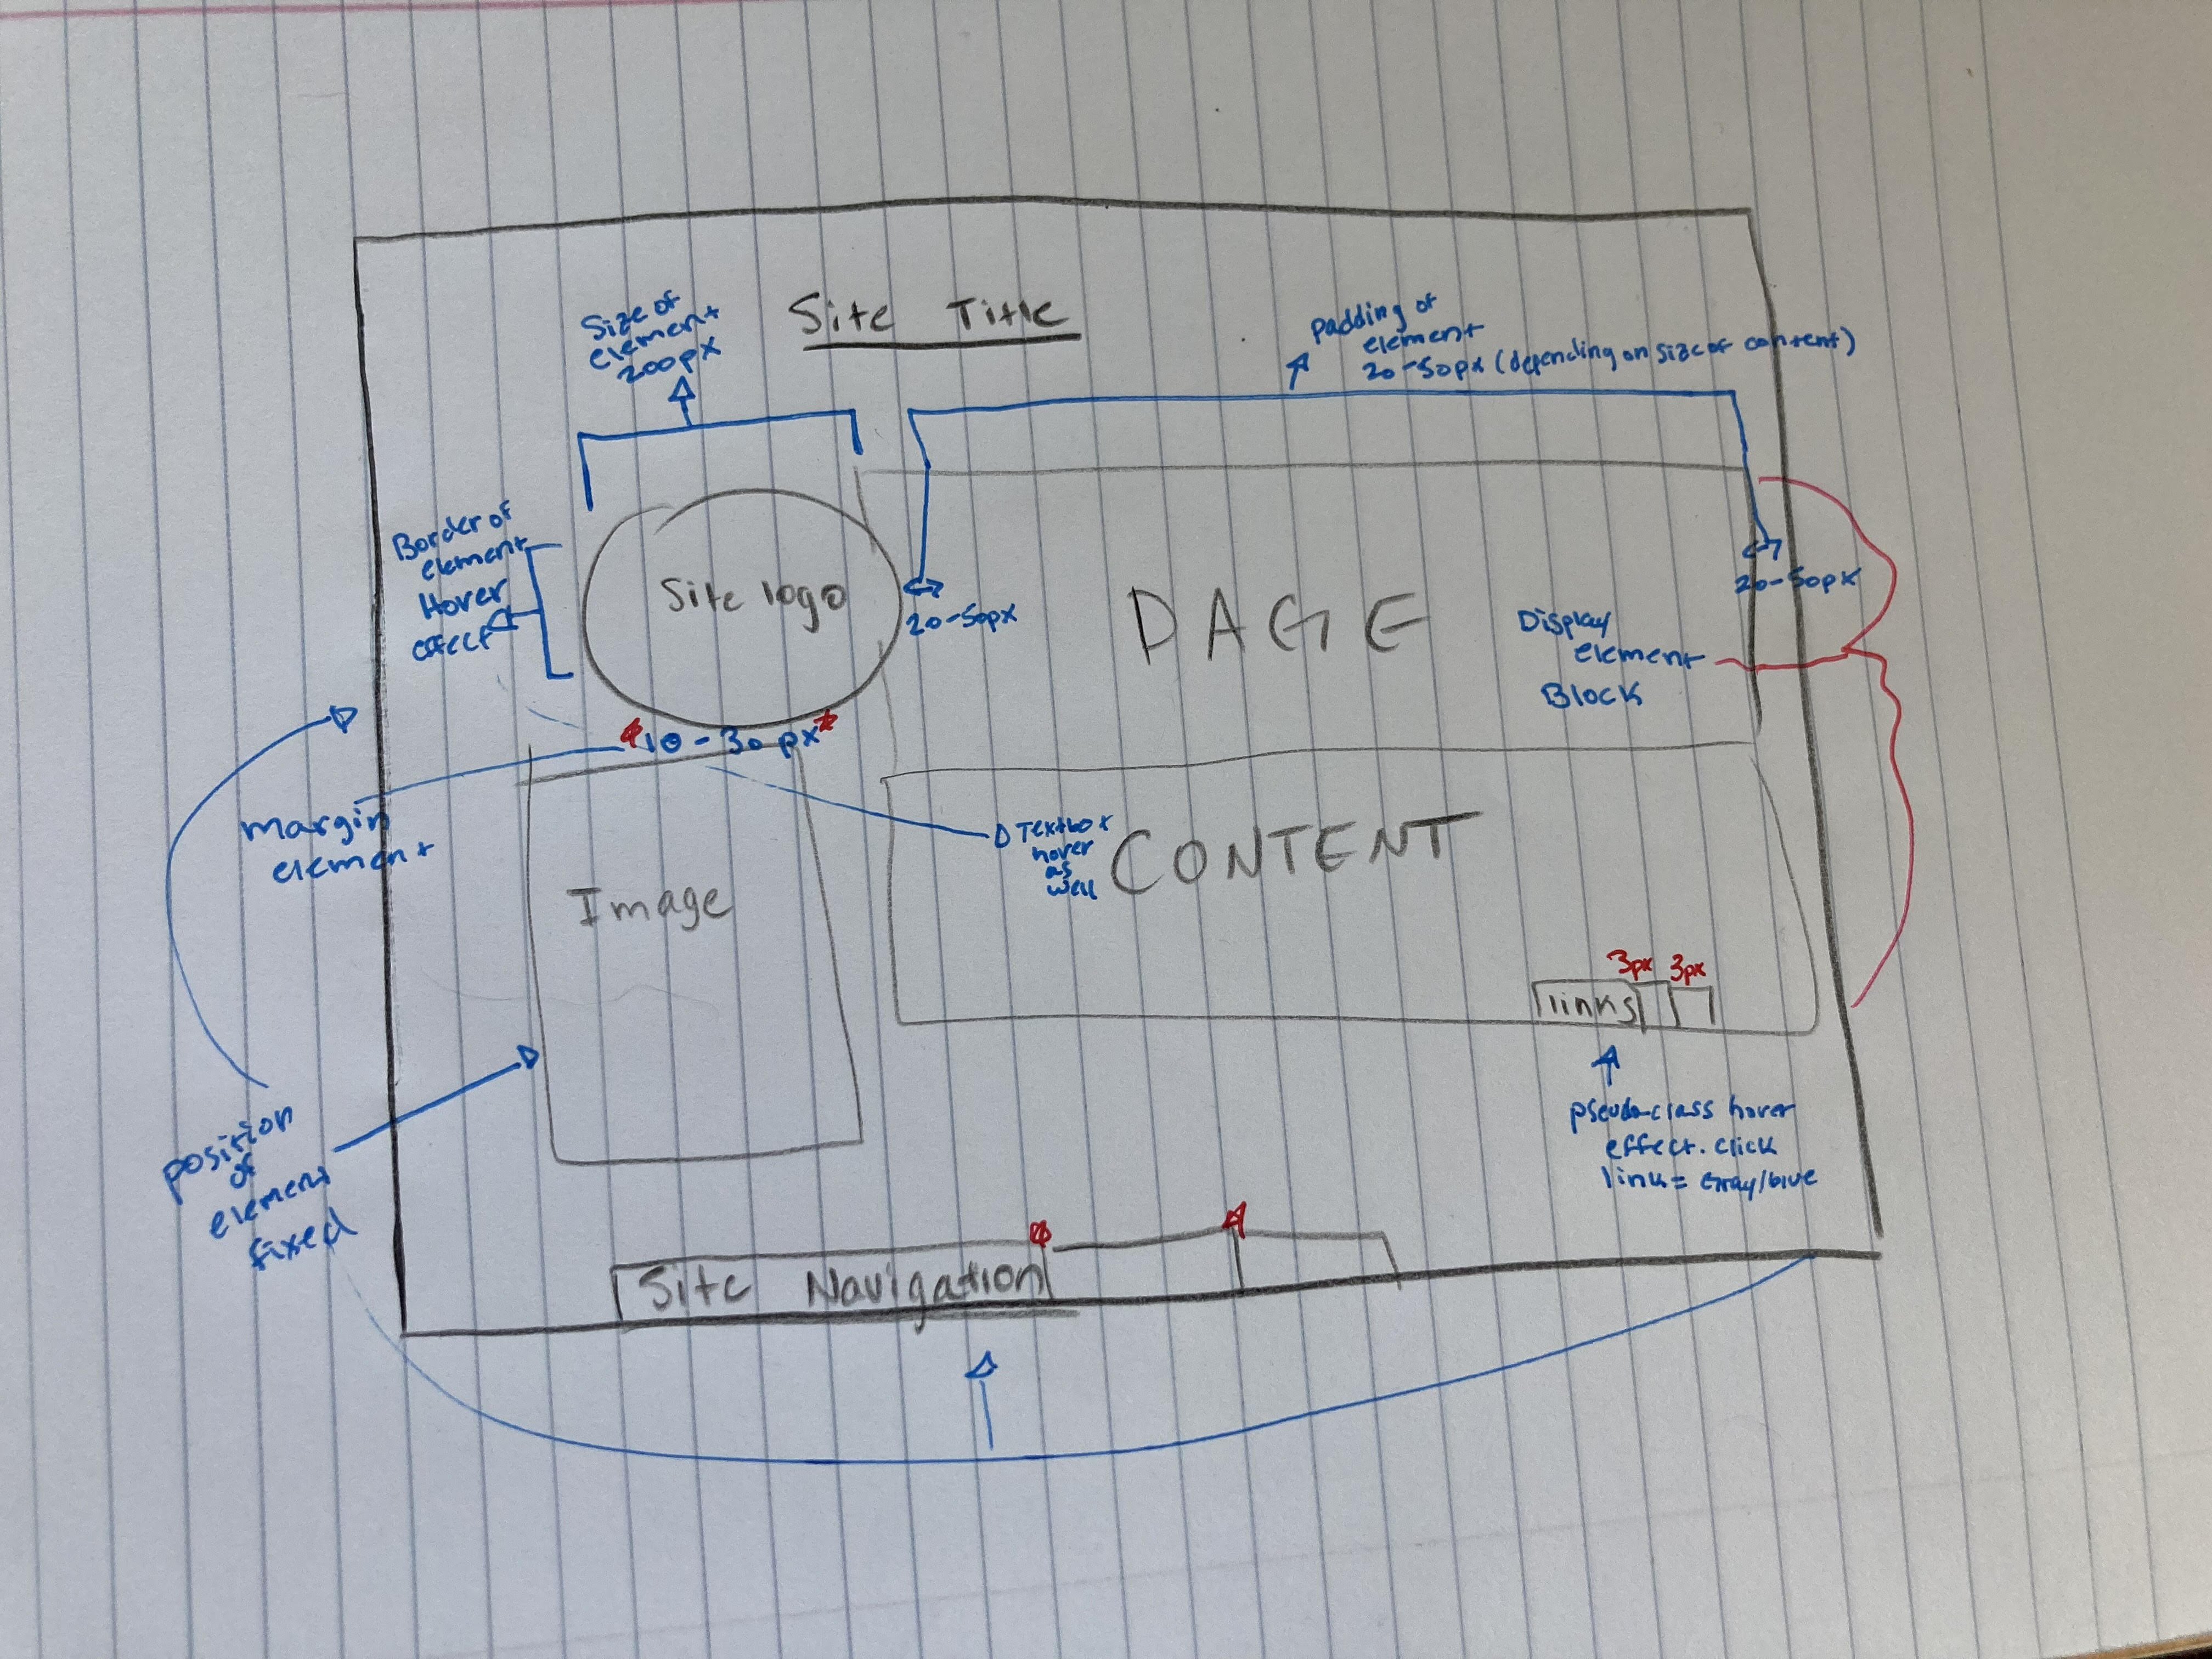 Site Title
Size of
element
200px
padding of
element
20-50px (depending on size of content)
Border of
element
Hover
effect
Site logo
20-50px
PAGE
20-50px
Display
element
Block
10-30px
margin
element
Textbox
hover
as
well
CONTENT
Image
3px 3px
links
pseudo-class hover
effect. click
link = Gray/blue
position
of
element
fixed
Site Navigation